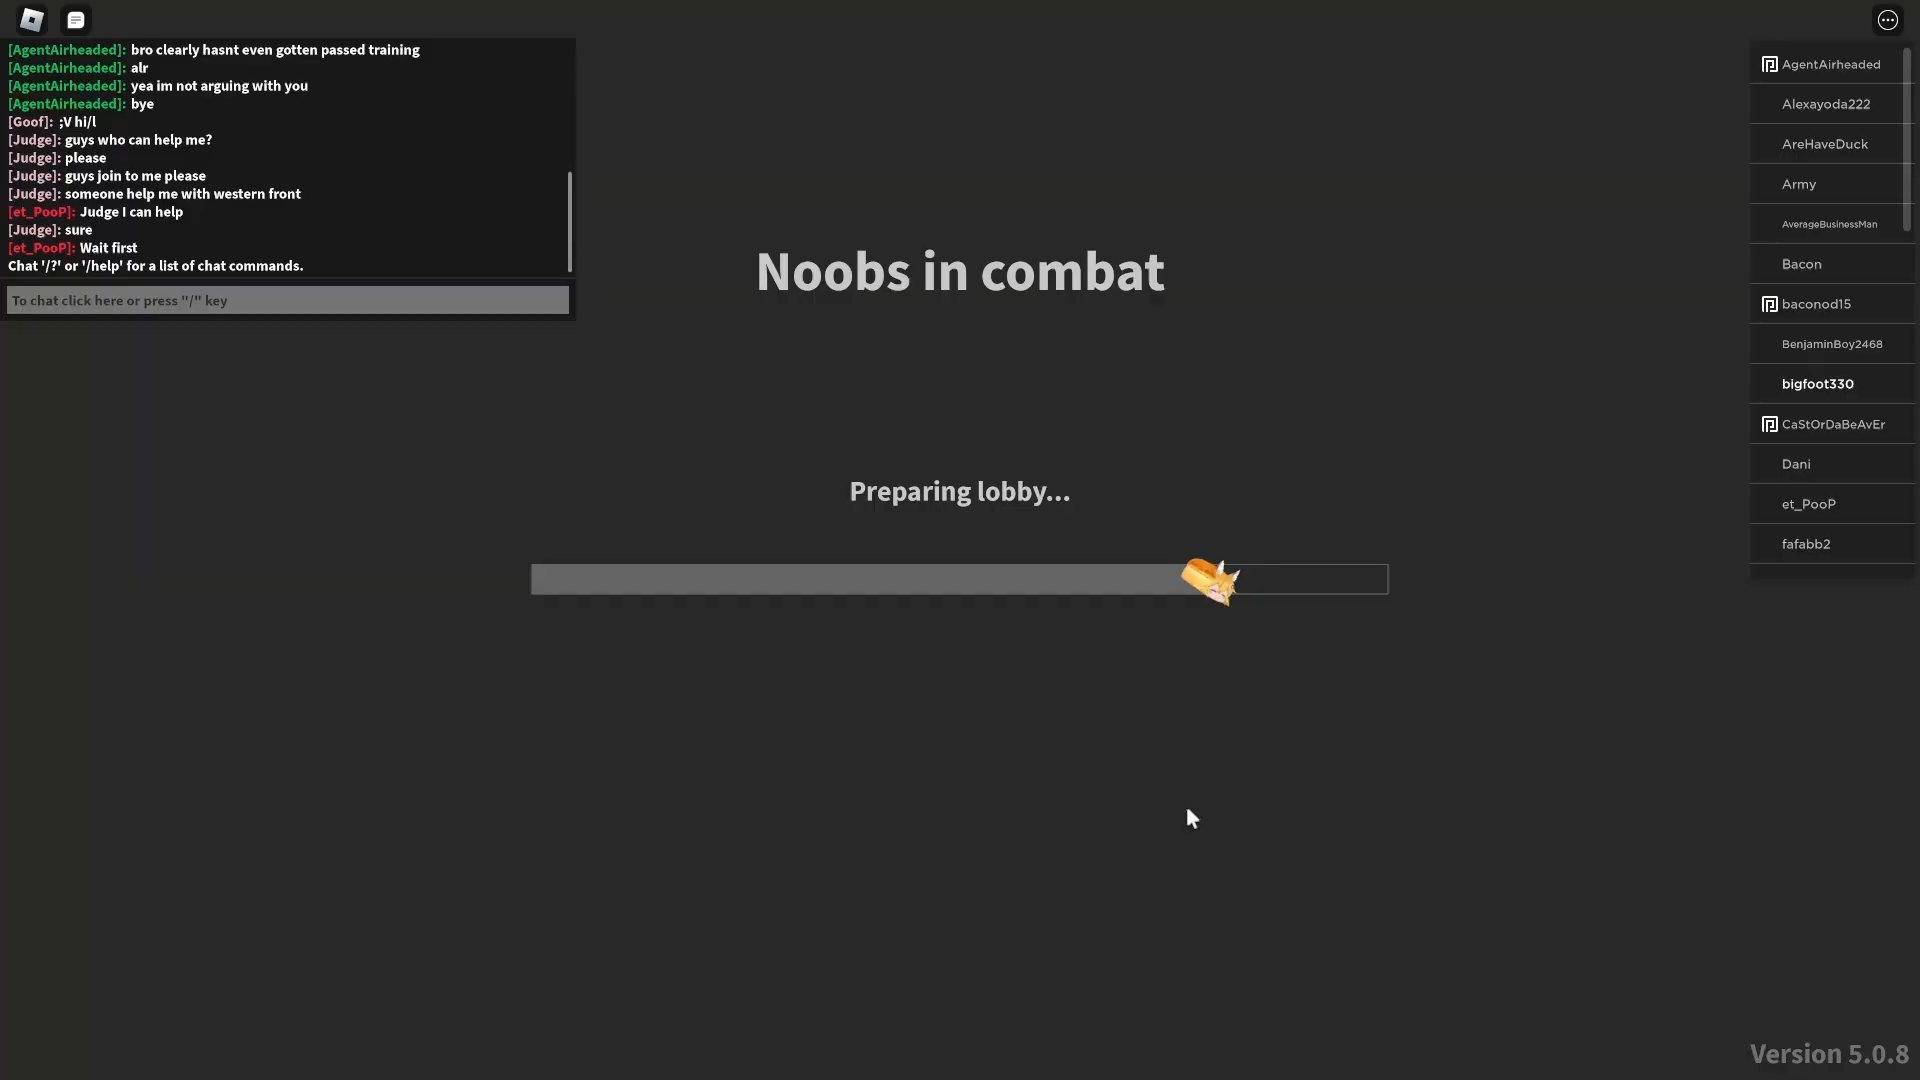 [AgentAirheaded]: bro clearly hasnt even gotten passed training
[AgentAirheaded]: alr
[AgentAirheaded]: yea im not arguing with you
[AgentAirheaded]: bye
[Goof]: ;V hi/l
[Judge]: guys who can help me?
[Judge]: please
[Judge]: guys join to me please
[Judge]: someone help me with western front
[et_PooP]: Judge I can help
[Judge]: sure
[et_PooP]: Wait first
Chat '/?' or '/help' for a list of chat commands.
To chat click here or press "/" key
Noobs in combat
Preparing lobby...
AgentAirheaded
Alexayoda222
AreHaveDuck
Army
AverageBusinessMan
Bacon
baconod15
BenjaminBoy2468
bigfoot330
CaStOrDaBeAvEr
Dani
et_PooP
fafabb2
Version 5.0.8